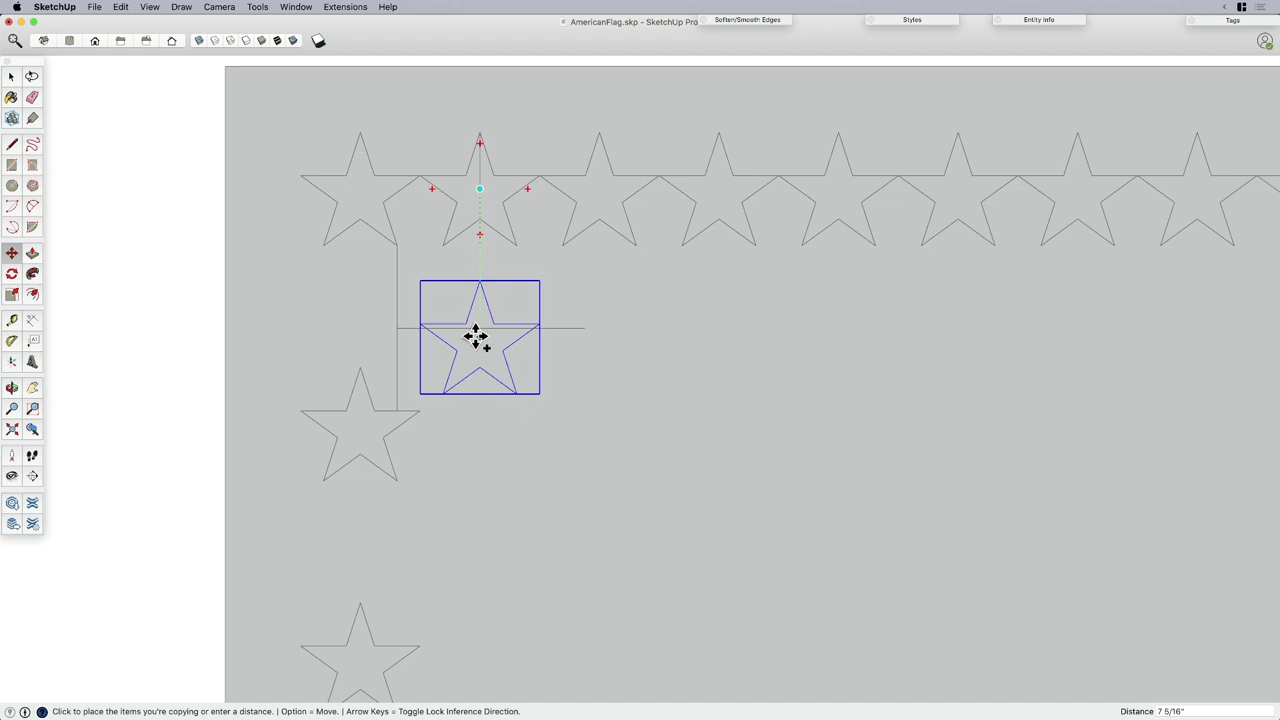 SketchUp File Edit View Draw Camera Tools Window Extensions Help
AmericanFlag.skp - SketchUp Pro
Soften/Smooth Edges
Styles
Entity Info
Tags
Click to place the items you're copying or enter a distance. | Option = Move. | Arrow Keys = Toggle Lock Inference Direction.
Distance 7 5/16"